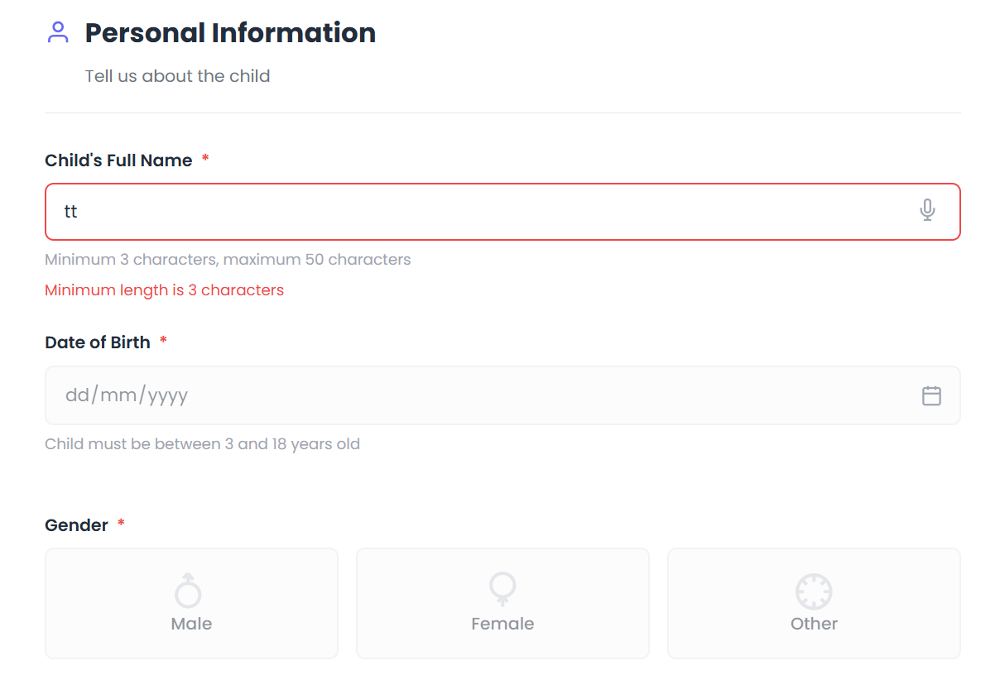 Personal Information
Tell us about the child
Child's Full Name *
tt
Minimum 3 characters, maximum 50 characters
Minimum length is 3 characters
Date of Birth *
dd/mm/yyyy
Child must be between 3 and 18 years old
Gender *
Male
Female
Other